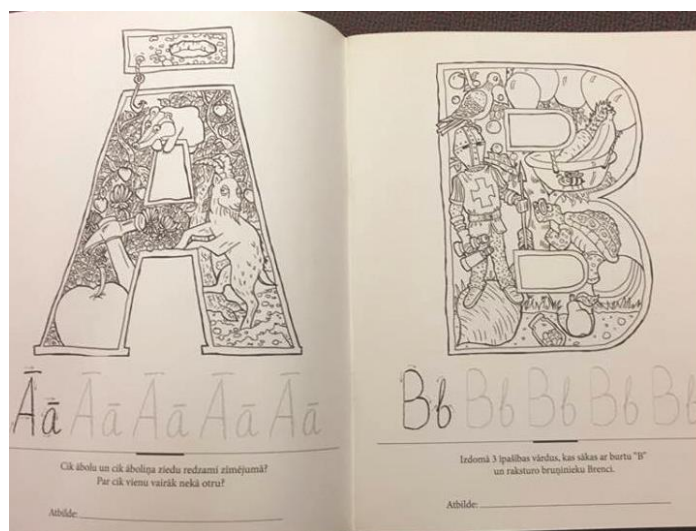 Ā
Āā Āā Āā Āā Āā
Cik ābolu un cik āboliņa ziedu redzami zīmējumā?
Par cik vienu vairāk nekā otru?
Atbilde:
B
Bb Bb Bb Bb Bb
Izdomā 3 īpašības vārdus, kas sākas ar burtu "B"
un raksturo bruņinieku Brenci.
Atbilde: